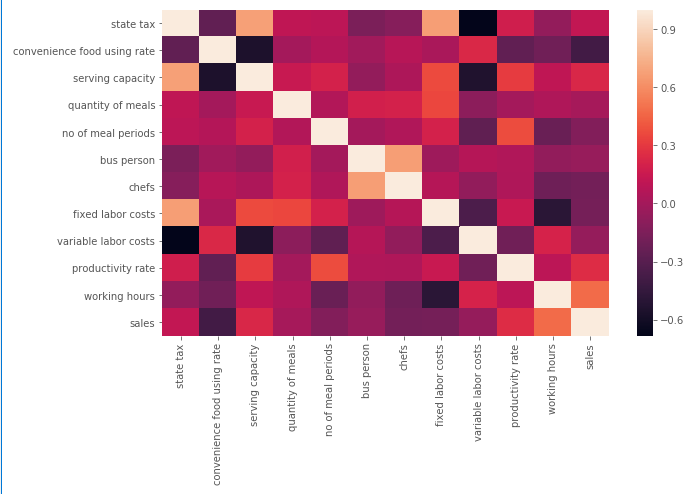 state tax
convenience food using rate
serving capacity
quantity of meals
no of meal periods
bus person
chefs
fixed labor costs
variable labor costs
productivity rate
working hours
sales
0.9
0.6
0.3
0.0
−0.3
−0.6
state tax
convenience food using rate
serving capacity
quantity of meals
no of meal periods
bus person
chefs
fixed labor costs
variable labor costs
productivity rate
working hours
sales